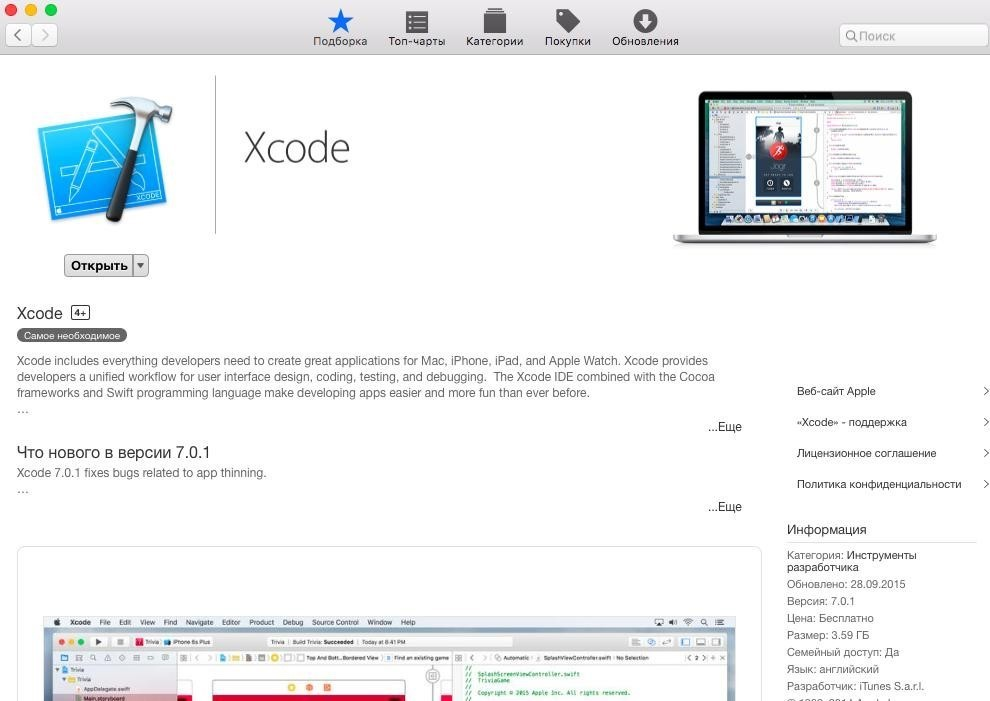 Подборка
Топ-чарты
Категории
Покупки
Обновления
Поиск
XCODE
Xcode
Открыть
Xcode 4+
Самое необходимое
Xcode includes everything developers need to create great applications for Mac, iPhone, iPad, and Apple Watch. Xcode provides
developers a unified workflow for user interface design, coding, testing, and debugging. The Xcode IDE combined with the Cocoa
frameworks and Swift programming language make developing apps easier and more fun than ever before.
...
...Еще
Что нового в версии 7.0.1
Xcode 7.0.1 fixes bugs related to app thinning.
...
...Еще
Веб-сайт Apple
«Xcode» - поддержка
Лицензионное соглашение
Политика конфиденциальности
Информация
Категория: Инструменты
разработчика
Обновлено: 28.09.2015
Версия: 7.0.1
Цена: Бесплатно
Размер: 3.59 ГБ
Семейный доступ: Да
Язык: английский
Разработчик: iTunes S.a.r.l.
Xcode File Edit View Find Navigate Editor Product Debug Source Control Window Help
Trivia iPhone 6s Plus
Trivia | Build Trivia: Succeeded | Today at 8:41 PM
Top And Bott...Bordered View
Find an existing game
Automatic
SplashViewController.swift
No Selection
2
Trivia
Trivia
AppDelegate.swift
Main.storyboard
//
// SplashScreenViewController.swift
// TriviaGame
//
// Copyright © 2015 Apple Inc. All rights reserved.
//